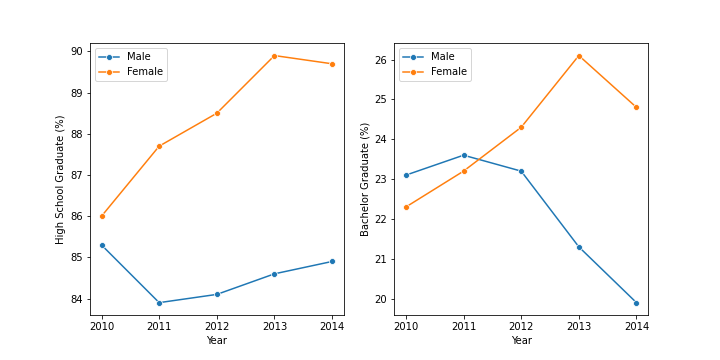 High School Graduate (%)
90
89
88
87
86
85
84
Male
Female
2010 2011 2012 2013 2014
Year
Bachelor Graduate (%)
26
25
24
23
22
21
20
Male
Female
2010 2011 2012 2013 2014
Year